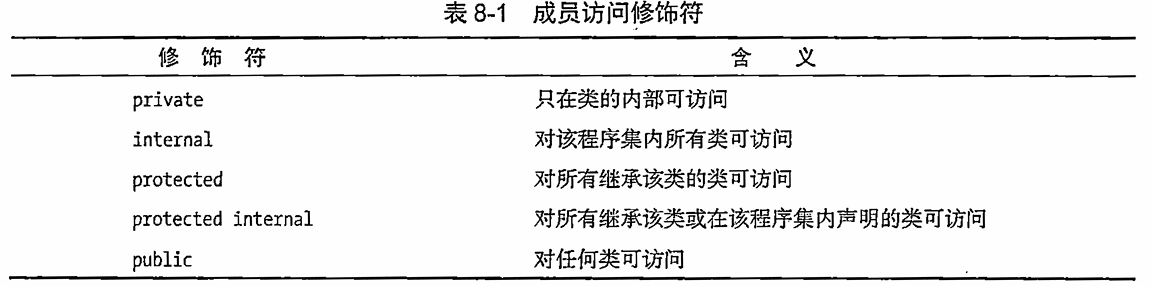 表 8-1 成员访问修饰符
修 饰 符 含 义
private 只在类的内部可访问
internal 对该程序集内所有类可访问
protected 对所有继承该类的类可访问
protected internal 对所有继承该类或在该程序集内声明的类可访问
public 对任何类可访问